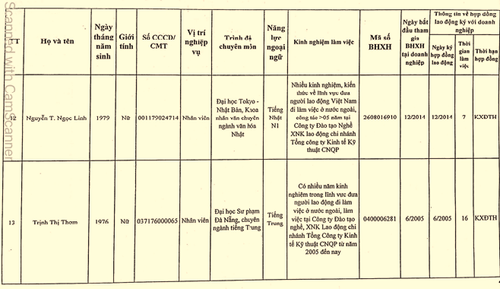 Scanned with CamScanner
TT
Họ và tên
Ngày
tháng
năm
sinh
Giới
tính
Số CCCD/
CMT
Vị trí
nghiệp
vụ
Trình độ
chuyên môn
Năng
lực
ngoại
ngữ
Kinh nghiệm làm việc
Mã số
BHXH
Ngày bắt
đầu tham
gia
BHXH
tại doanh
nghiệp
Thông tin về hợp đồng
lao động ký với doanh
nghiệp
Ngày ký
hợp đồng
lao động
Thời
gian
làm
việc
Thời hạn
hợp đồng
12
Nguyễn T. Ngọc Linh
1979
Nữ
001179024714
Nhân viên
Đại học Tokyo -
Nhật Bản, Khoa
nhân văn chuyên
ngành văn hóa
Nhật
Tiếng
Nhật
N1
Nhiều kinh nghiệm, kiến
thức về lĩnh vực đưa
người lao động Việt Nam
đi làm ở nước ngoài,
công tác >05 năm tại
Công ty Đào tạo Nghề
XNK lao động chi nhánh
Tổng công ty Kinh tế Kỹ
thuật CNQP
2608016910
12/2014
12/2014
7
KXĐTH
13
Trịnh Thị Thơm
1976
Nữ
037176000065
Nhân viên
Đại học Sư phạm
Đà Nẵng, chuyên
ngành tiếng Trung
Tiếng
Trung
Có nhiều năm kinh
nghiệm trong lĩnh vực đưa
người lao động đi làm
việc ở nước ngoài, làm
việc tại Công ty Đào tạo
nghề, XNK Lao động chi
nhánh Tổng Công ty Kinh
tế Kỹ thuật CNQP từ năm
2005 đến nay
0400006281
6/2005
6/2005
16
KXĐTH